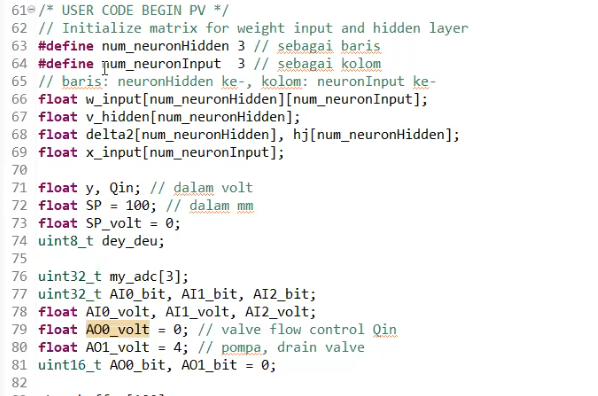 61 /* USER CODE BEGIN PV */
62 // Initialize matrix for weight input and hidden layer
63 #define num_neuronHidden 3 // sebagai baris
64 #define num_neuronInput  3 // sebagai kolom
65 // baris: neuronHidden ke-, kolom: neuronInput ke-
66 float w_input[num_neuronHidden][num_neuronInput];
67 float v_hidden[num_neuronHidden];
68 float delta2[num_neuronHidden], hj[num_neuronHidden];
69 float x_input[num_neuronInput];
70
71 float y, Qin; // dalam volt
72 float SP = 100; // dalam mm
73 float SP_volt = 0;
74 uint8_t dey_deu;
75
76 uint32_t my_adc[3];
77 uint32_t AI0_bit, AI1_bit, AI2_bit;
78 float AI0_volt, AI1_volt, AI2_volt;
79 float AO0_volt = 0; // valve flow control Qin
80 float AO1_volt = 4; // pompa, drain valve
81 uint16_t AO0_bit, AO1_bit = 0;
82